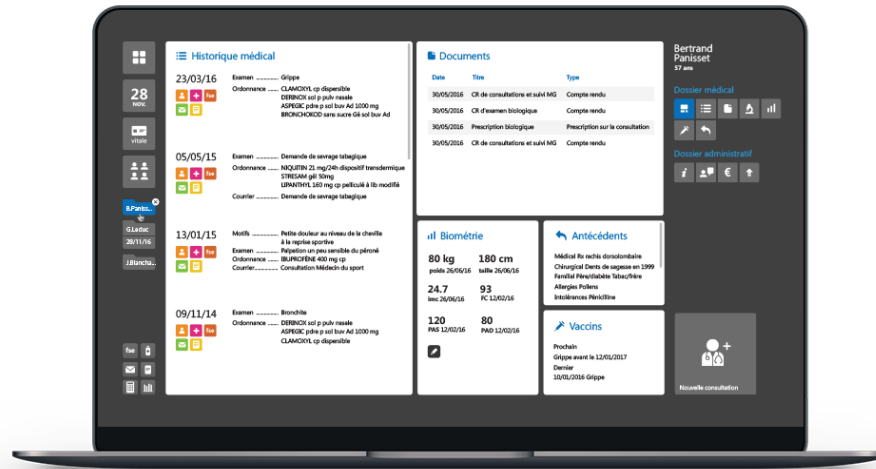 28
NOV.
vitale
B.Paniss...
G.Leduc
28/11/16
J.Blancha...
fse
Historique médical
23/03/16
fse
Examen ............ Grippe
Ordonnance ...... CLAMOXYL cp dispersible
DERINOX sol p pulv nasale
ASPEGIC pdre p sol buv Ad 1000 mg
BRONCHOKOD sans sucre Gé sol buv Ad
05/05/15
fse
Examen ............ Demande de sevrage tabagique
Ordonnance ...... NIQUITIN 21 mg/24h dispositif transdermique
STRESAM gél 50mg
LIPANTHYL 160 mg cp pelliculé à lib modifié
Courrier ............ Demande de sevrage tabagique
13/01/15
fse
Motifs ............ Petite douleur au niveau de la cheville
à la reprise sportive
Examen ............ Palpetion un peu sensible du péroné
Ordonnance ...... IBUPROFÈNE 400 mg cp
Courrier............ Consultation Médecin du sport
09/11/14
fse
Examen ............ Bronchite
Ordonnance ...... DERINOX sol p pulv nasale
ASPEGIC pdre p sol buv Ad 1000 mg
CLAMOXYL cp dispersible
Documents
Date Titre Type
30/05/2016 CR de consultations et suivi MG Compte rendu
30/05/2016 CR d'examen biologique Compte rendu
30/05/2016 Prescription biologique Prescription sur la consultation
30/05/2016 CR de consultations et suivi MG Compte rendu
Biométrie
80 kg 180 cm
poids 26/06/16 taille 26/06/16
24.7 93
imc 26/06/16 FC 12/02/16
120 80
PAS 12/02/16 PAD 12/02/16
Antécédents
Médical Rx rachis dorsolombaire
Chirurgical Dents de sagesse en 1999
Familial Père/diabète Tabac/frère
Allergies Pollens
Intolérances Pénicilline
Vaccins
Prochain
Grippe avant le 12/01/2017
Dernier
10/01/2016 Grippe
Bertrand
Panisset
57 ans
Dossier médical
Dossier administratif
i
€
Nouvelle consultation